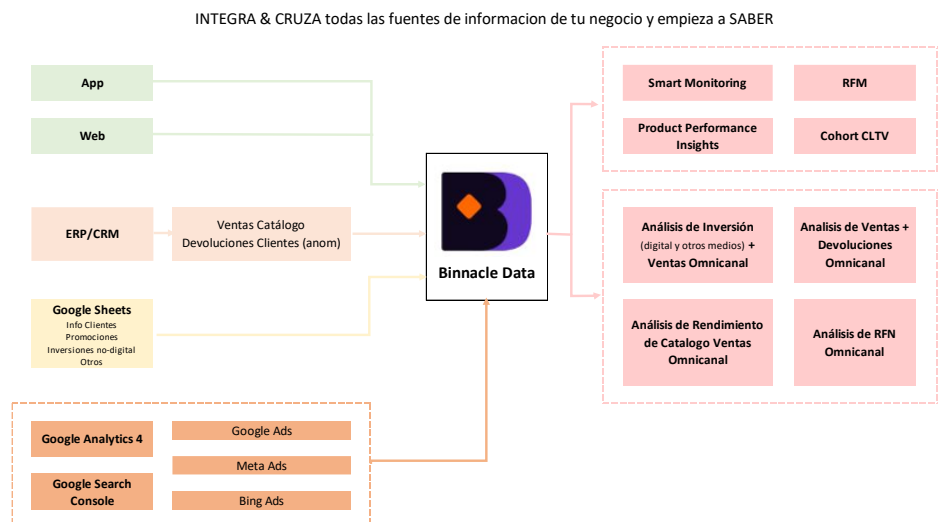 INTEGRA & CRUZA todas las fuentes de informacion de tu negocio y empieza a SABER
App
Web
ERP/CRM
Ventas Catálogo
Devoluciones Clientes (anom)
Google Sheets
Info Clientes
Promociones
Inversiones no-digital
Otros
Google Analytics 4
Google Search
Console
Google Ads
Meta Ads
Bing Ads
Binnacle Data
Smart Monitoring
RFM
Product Performance
Insights
Cohort CLTV
Análisis de Inversión
(digital y otros medios) +
Ventas Omnicanal
Analisis de Ventas +
Devoluciones
Omnicanal
Análisis de Rendimiento
de Catalogo Ventas
Omnicanal
Análisis de RFN
Omnicanal